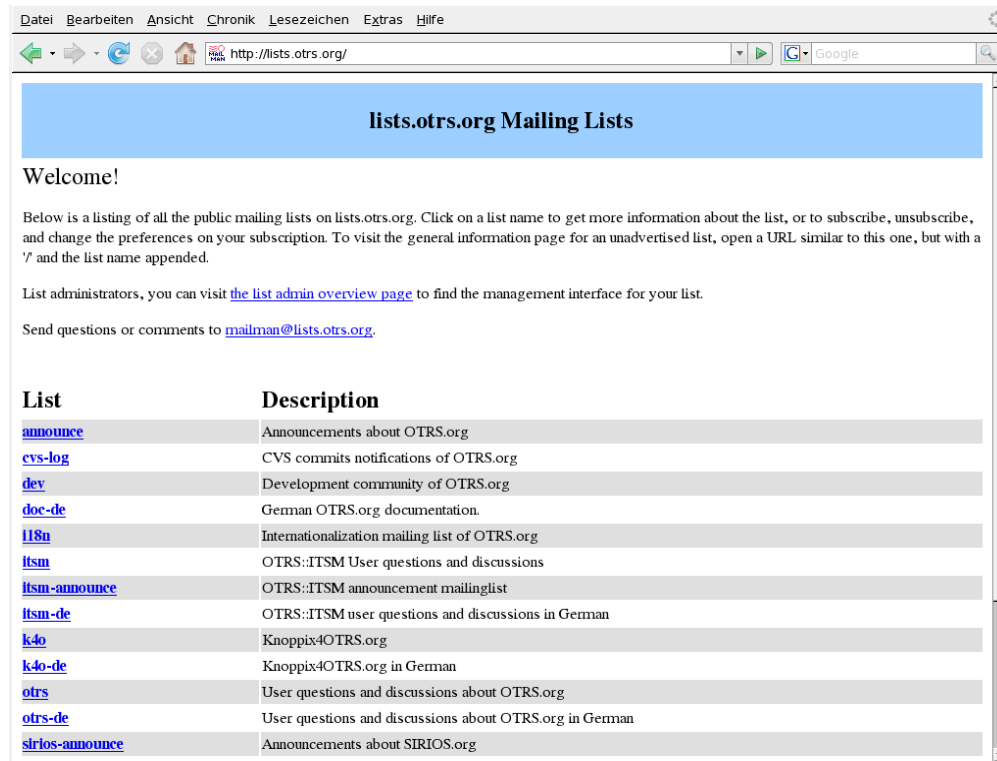 Datei Bearbeiten Ansicht Chronik Lesezeichen Extras Hilfe
MAIL MAN http://lists.otrs.org/ G Google
lists.otrs.org Mailing Lists
Welcome!
Below is a listing of all the public mailing lists on lists.otrs.org. Click on a list name to get more information about the list, or to subscribe, unsubscribe,
and change the preferences on your subscription. To visit the general information page for an unadvertised list, open a URL similar to this one, but with a
'/' and the list name appended.
List administrators, you can visit the list admin overview page to find the management interface for your list.
Send questions or comments to mailman@lists.otrs.org.
List Description
announce Announcements about OTRS.org
cvs-log CVS commits notifications of OTRS.org
dev Development community of OTRS.org
doc-de German OTRS.org documentation.
i18n Internationalization mailing list of OTRS.org
itsm OTRS::ITSM User questions and discussions
itsm-announce OTRS::ITSM announcement mailinglist
itsm-de OTRS::ITSM user questions and discussions in German
k4o Knoppix4OTRS.org
k4o-de Knoppix4OTRS.org in German
otrs User questions and discussions about OTRS.org
otrs-de User questions and discussions about OTRS.org in German
sirios-announce Announcements about SIRIOS.org